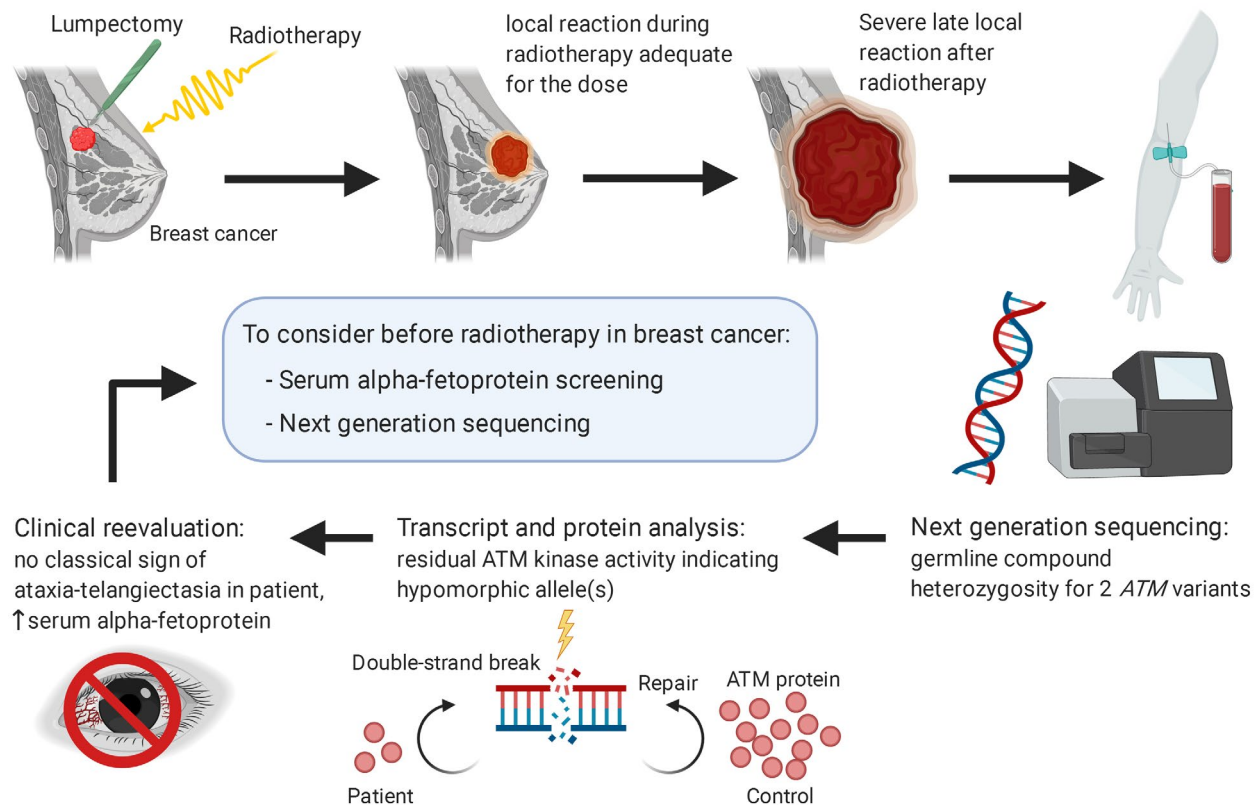 Lumpectomy
Radiotherapy
Breast cancer
local reaction during
radiotherapy adequate
for the dose
Severe late local
reaction after
radiotherapy
To consider before radiotherapy in breast cancer:
- Serum alpha-fetoprotein screening
- Next generation sequencing
Next generation sequencing:
germline compound
heterozygosity for 2 ATM variants
Transcript and protein analysis:
residual ATM kinase activity indicating
hypomorphic allele(s)
Double-strand break
Repair
ATM protein
Patient
Control
Clinical reevaluation:
no classical sign of
ataxia-telangiectasia in patient,
↑serum alpha-fetoprotein